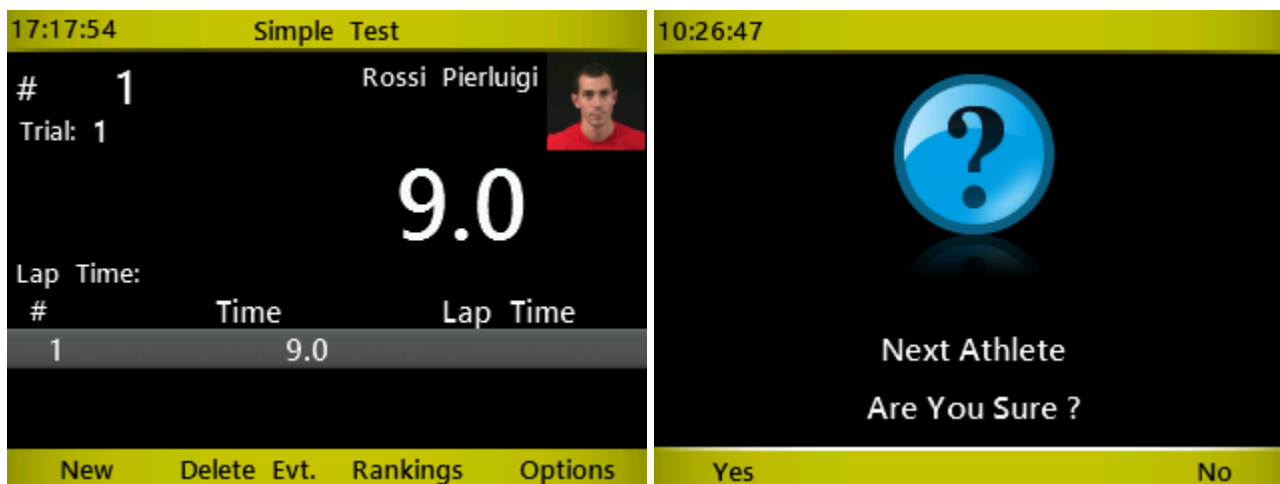 17:17:54 Simple Test
# 1 Rossi Pierluigi
Trial: 1
9.0
Lap Time:
# Time Lap Time
1 9.0
New Delete Evt. Rankings Options
10:26:47
?
Next Athlete
Are You Sure ?
Yes No